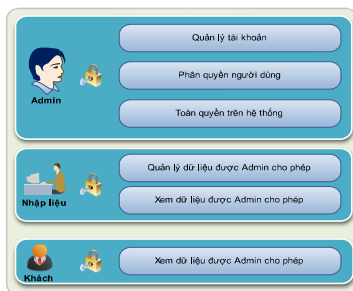 Quản lý tài khoản
Phân quyền người dùng
Toàn quyền trên hệ thống
Admin
Quản lý dữ liệu được Admin cho phép
Xem dữ liệu được Admin cho phép
Nhập liệu
Xem dữ liệu được Admin cho phép
Khách